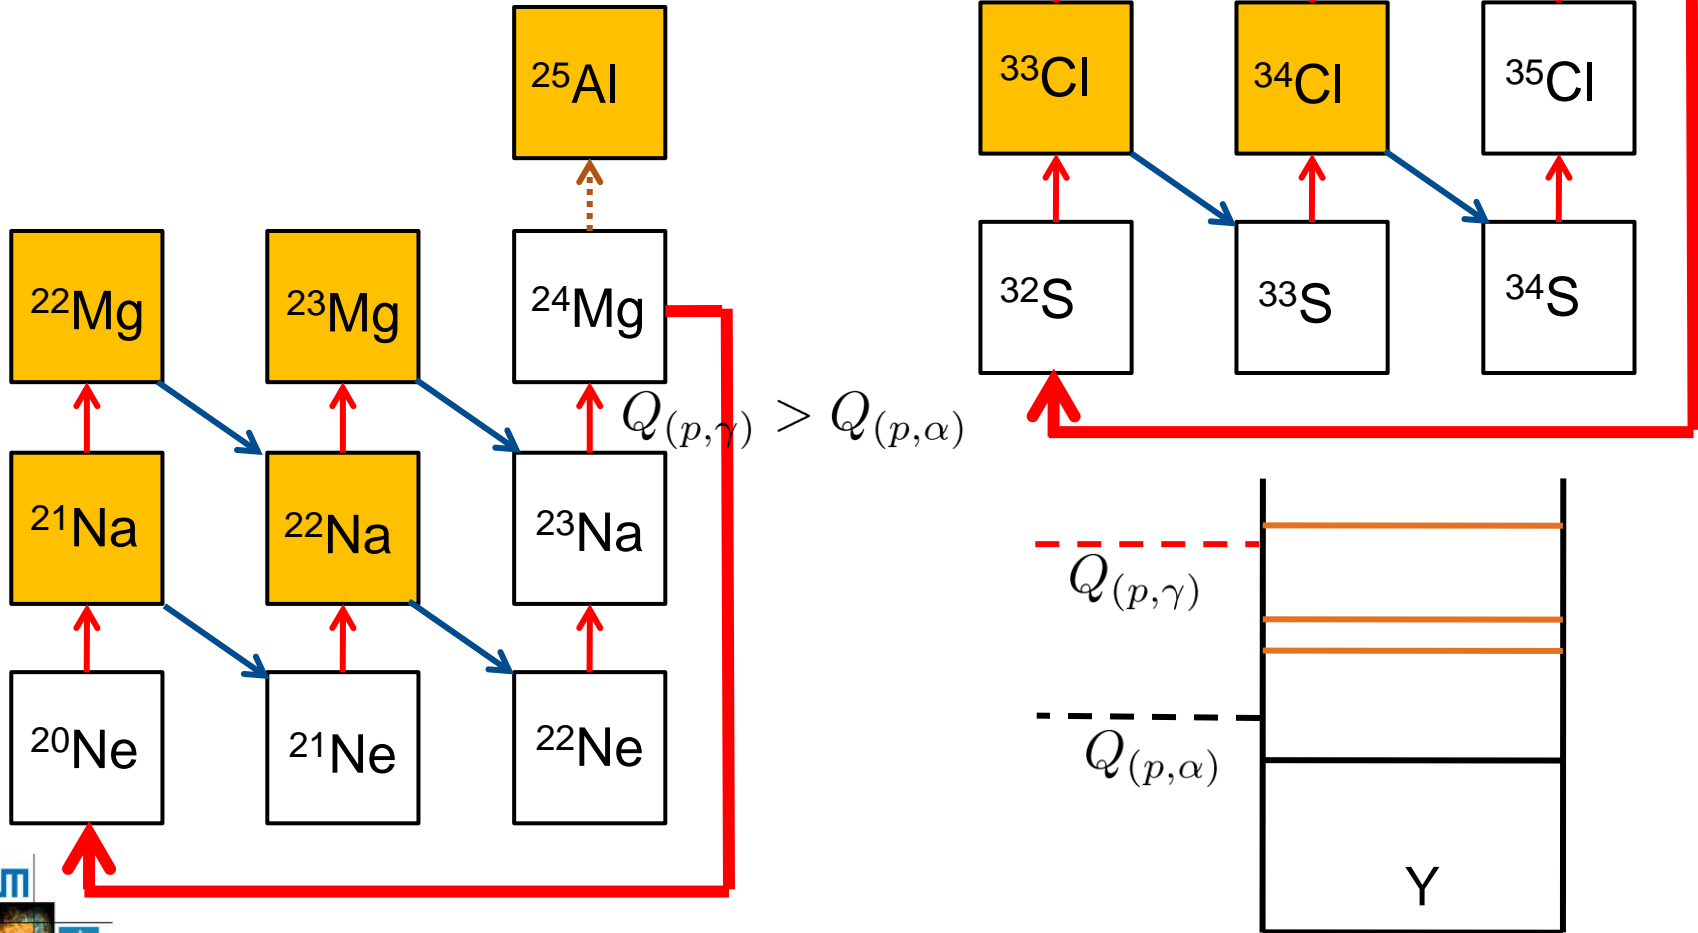 ²⁵Al
²²Mg
²³Mg
²⁴Mg
²¹Na
²²Na
²³Na
²⁰Ne
²¹Ne
²²Ne
Q₍p,γ₎ > Q₍p,α₎
³³Cl
³⁴Cl
³⁵Cl
³²S
³³S
³⁴S
Q₍p,γ₎
Q₍p,α₎
Y